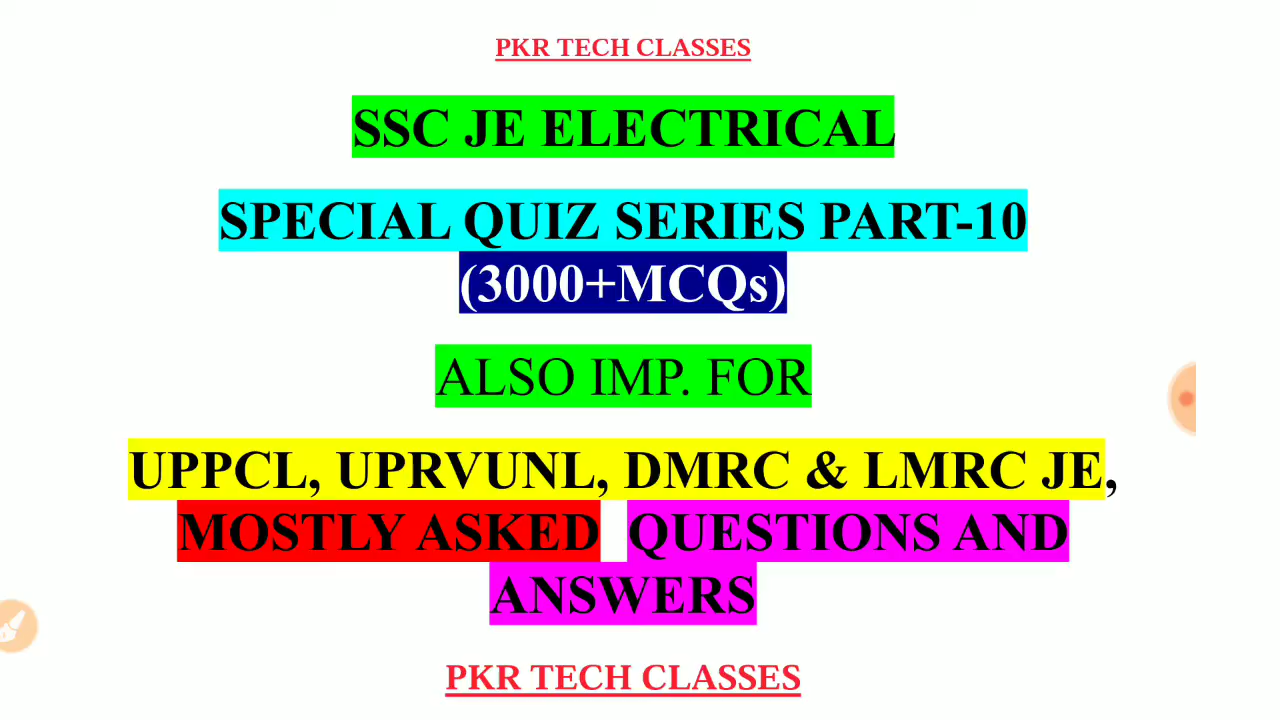 PKR TECH CLASSES
SSC JE ELECTRICAL
SPECIAL QUIZ SERIES PART-10
(3000+MCQs)
ALSO IMP. FOR
UPPCL, UPRVUNL, DMRC & LMRC JE,
MOSTLY ASKED QUESTIONS AND
ANSWERS
PKR TECH CLASSES